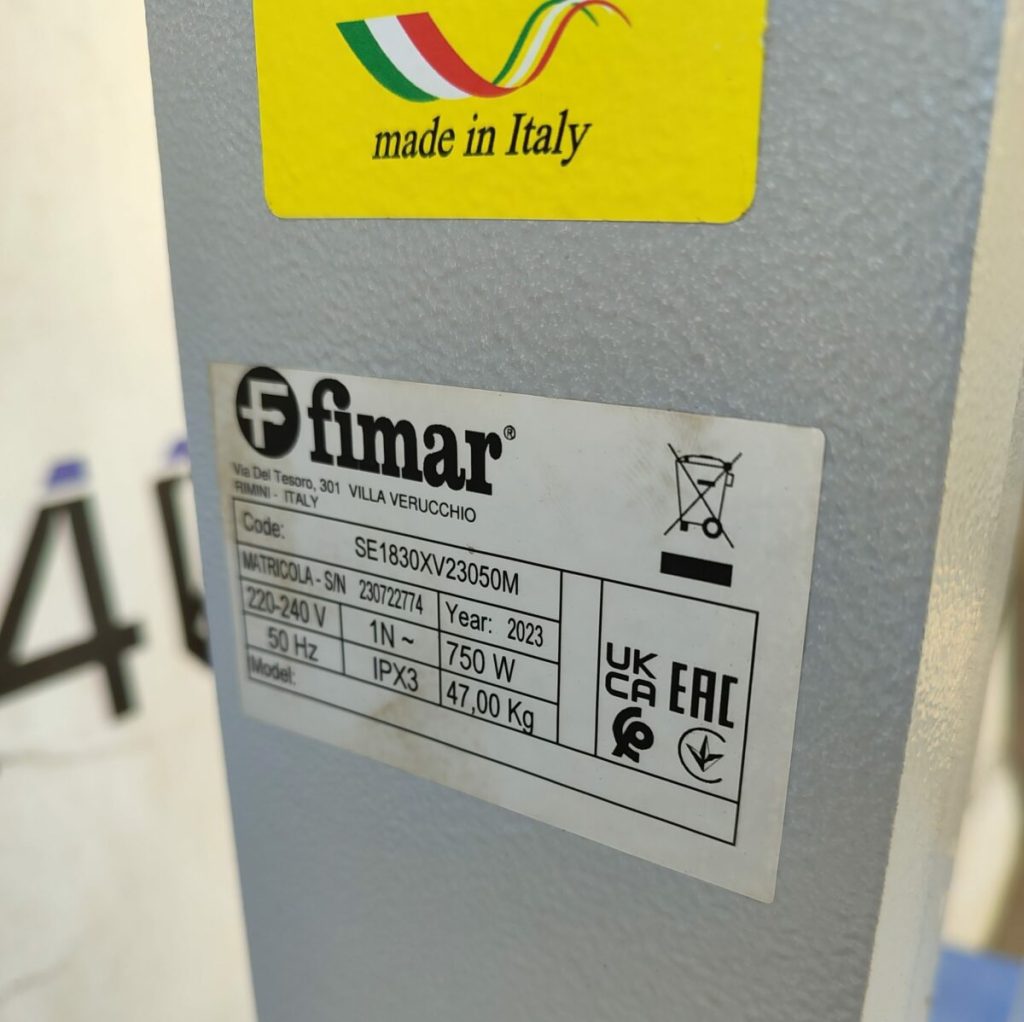 made in Italy
fimar®
Via Del Tesoro, 301 VILLA VERUCCHIO
RIMINI - ITALY
Code: SE1830XV23050M
MATRICOLA - S/N 230722774 Year: 2023
220-240 V 1N ~ 750 W
50 Hz IPX3 47,00 Kg
Model:
UK
CA
EAC
4